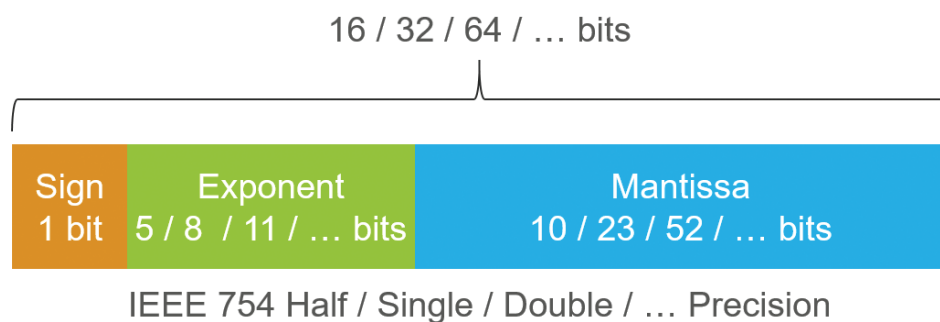 16 / 32 / 64 / … bits
Sign
1 bit
Exponent
5 / 8 / 11 / … bits
Mantissa
10 / 23 / 52 / … bits
IEEE 754 Half / Single / Double / … Precision